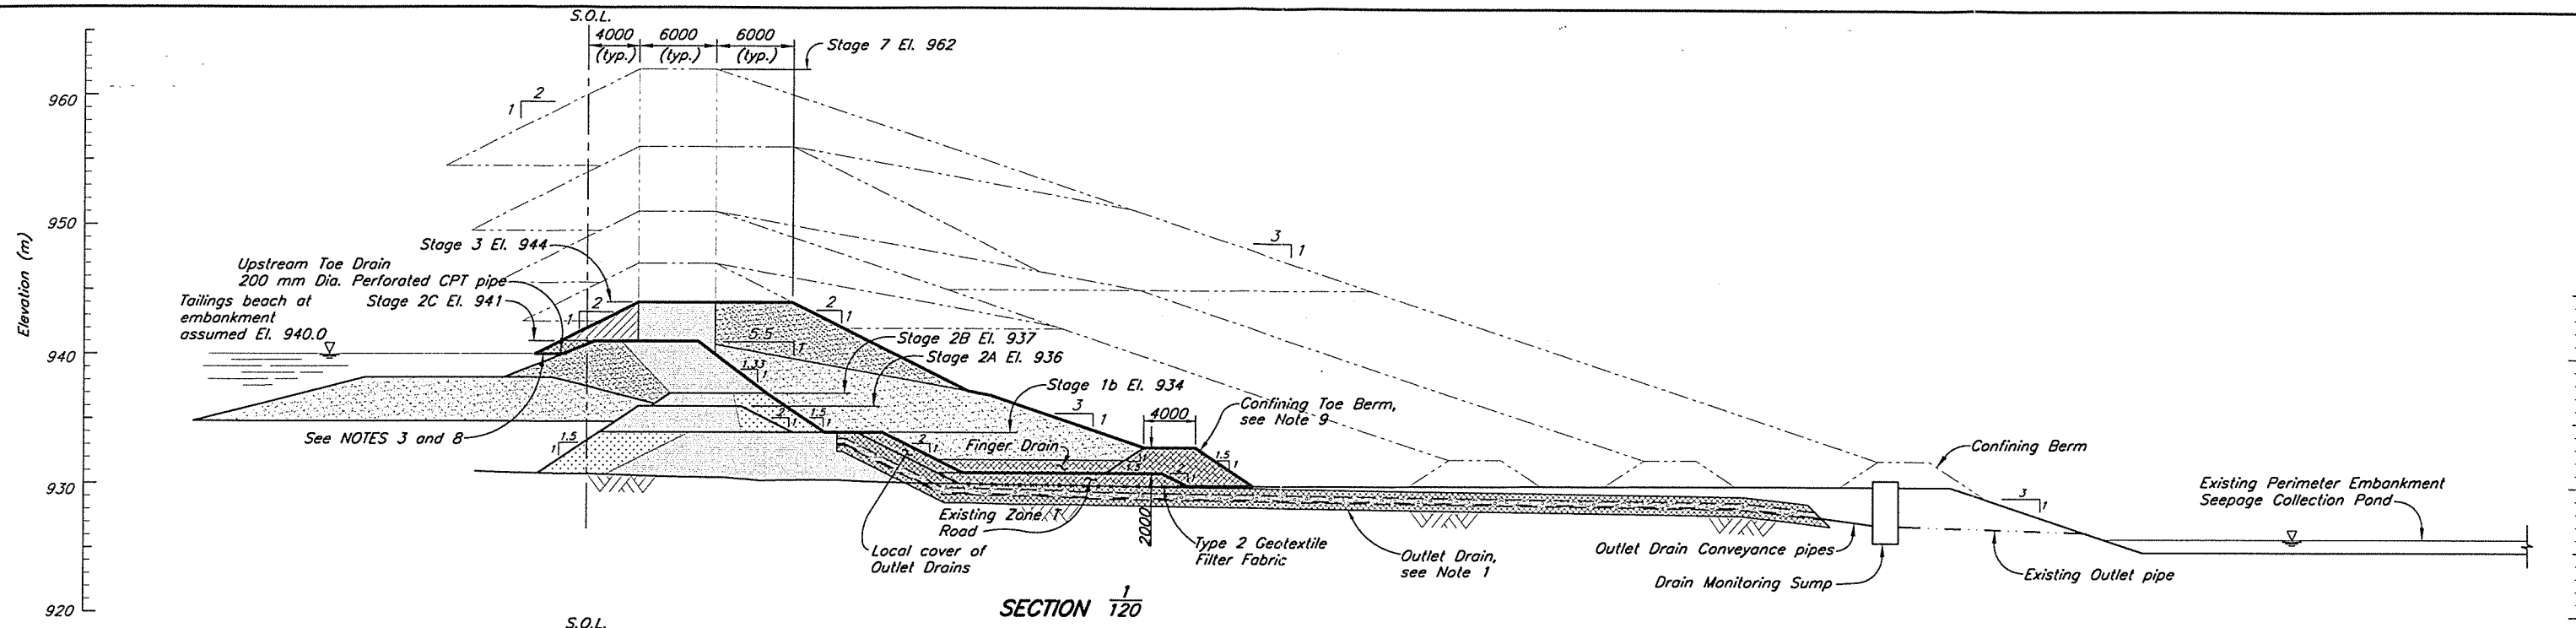 S.O.L.
4000 6000 6000
(typ.) (typ.) (typ.)
Stage 7 El. 962
960
2
1
950
Elevation (m)
Stage 3 El. 944
3
1
Upstream Toe Drain
200 mm Dia. Perforated CPT pipe
Tailings beach at
embankment
assumed El. 940.0
Stage 2C El. 941
2
1
2
1
5.5
1
Stage 2B El. 937
Stage 2A El. 936
940
1.33
1
Stage 1b El. 934
3
1
4000
Confining Toe Berm,
see Note 9
See NOTES 3 and 8
1.5
1
2
1
1.5
1
2
1
Finger Drain
1.5
1
1.5
1
2
Confining Berm
930
Existing Perimeter Embankment
Seepage Collection Pond
3
1
Existing Zone T
Road
2000
Local cover of
Outlet Drains
Type 2 Geotextile
Filter Fabric
Outlet Drain,
see Note 1
Outlet Drain Conveyance pipes
Drain Monitoring Sump
Existing Outlet pipe
920
SECTION 1
120
S.O.L.